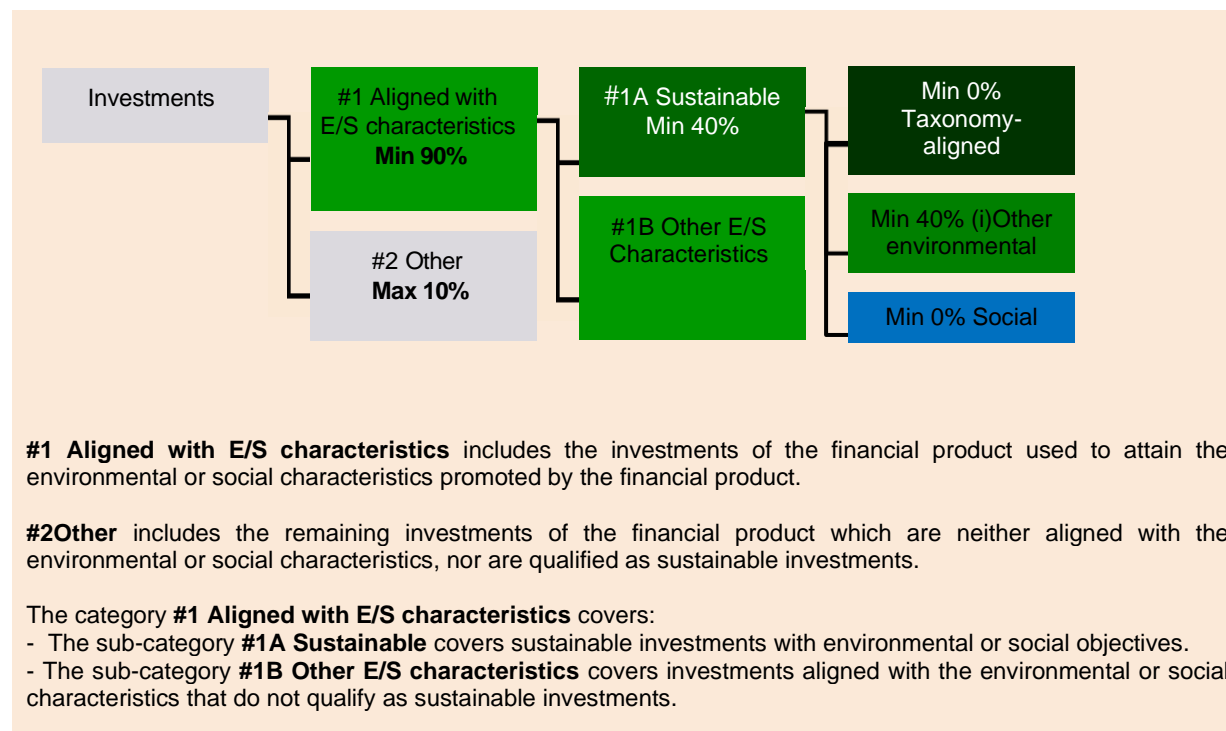 Investments
#1 Aligned with
E/S characteristics
Min 90%
#2 Other
Max 10%
#1A Sustainable
Min 40%
#1B Other E/S
Characteristics
Min 0%
Taxonomy-
aligned
Min 40% (i)Other
environmental
Min 0% Social
#1 Aligned with E/S characteristics includes the investments of the financial product used to attain the
environmental or social characteristics promoted by the financial product.
#2Other includes the remaining investments of the financial product which are neither aligned with the
environmental or social characteristics, nor are qualified as sustainable investments.
The category #1 Aligned with E/S characteristics covers:
- The sub-category #1A Sustainable covers sustainable investments with environmental or social objectives.
- The sub-category #1B Other E/S characteristics covers investments aligned with the environmental or social
characteristics that do not qualify as sustainable investments.